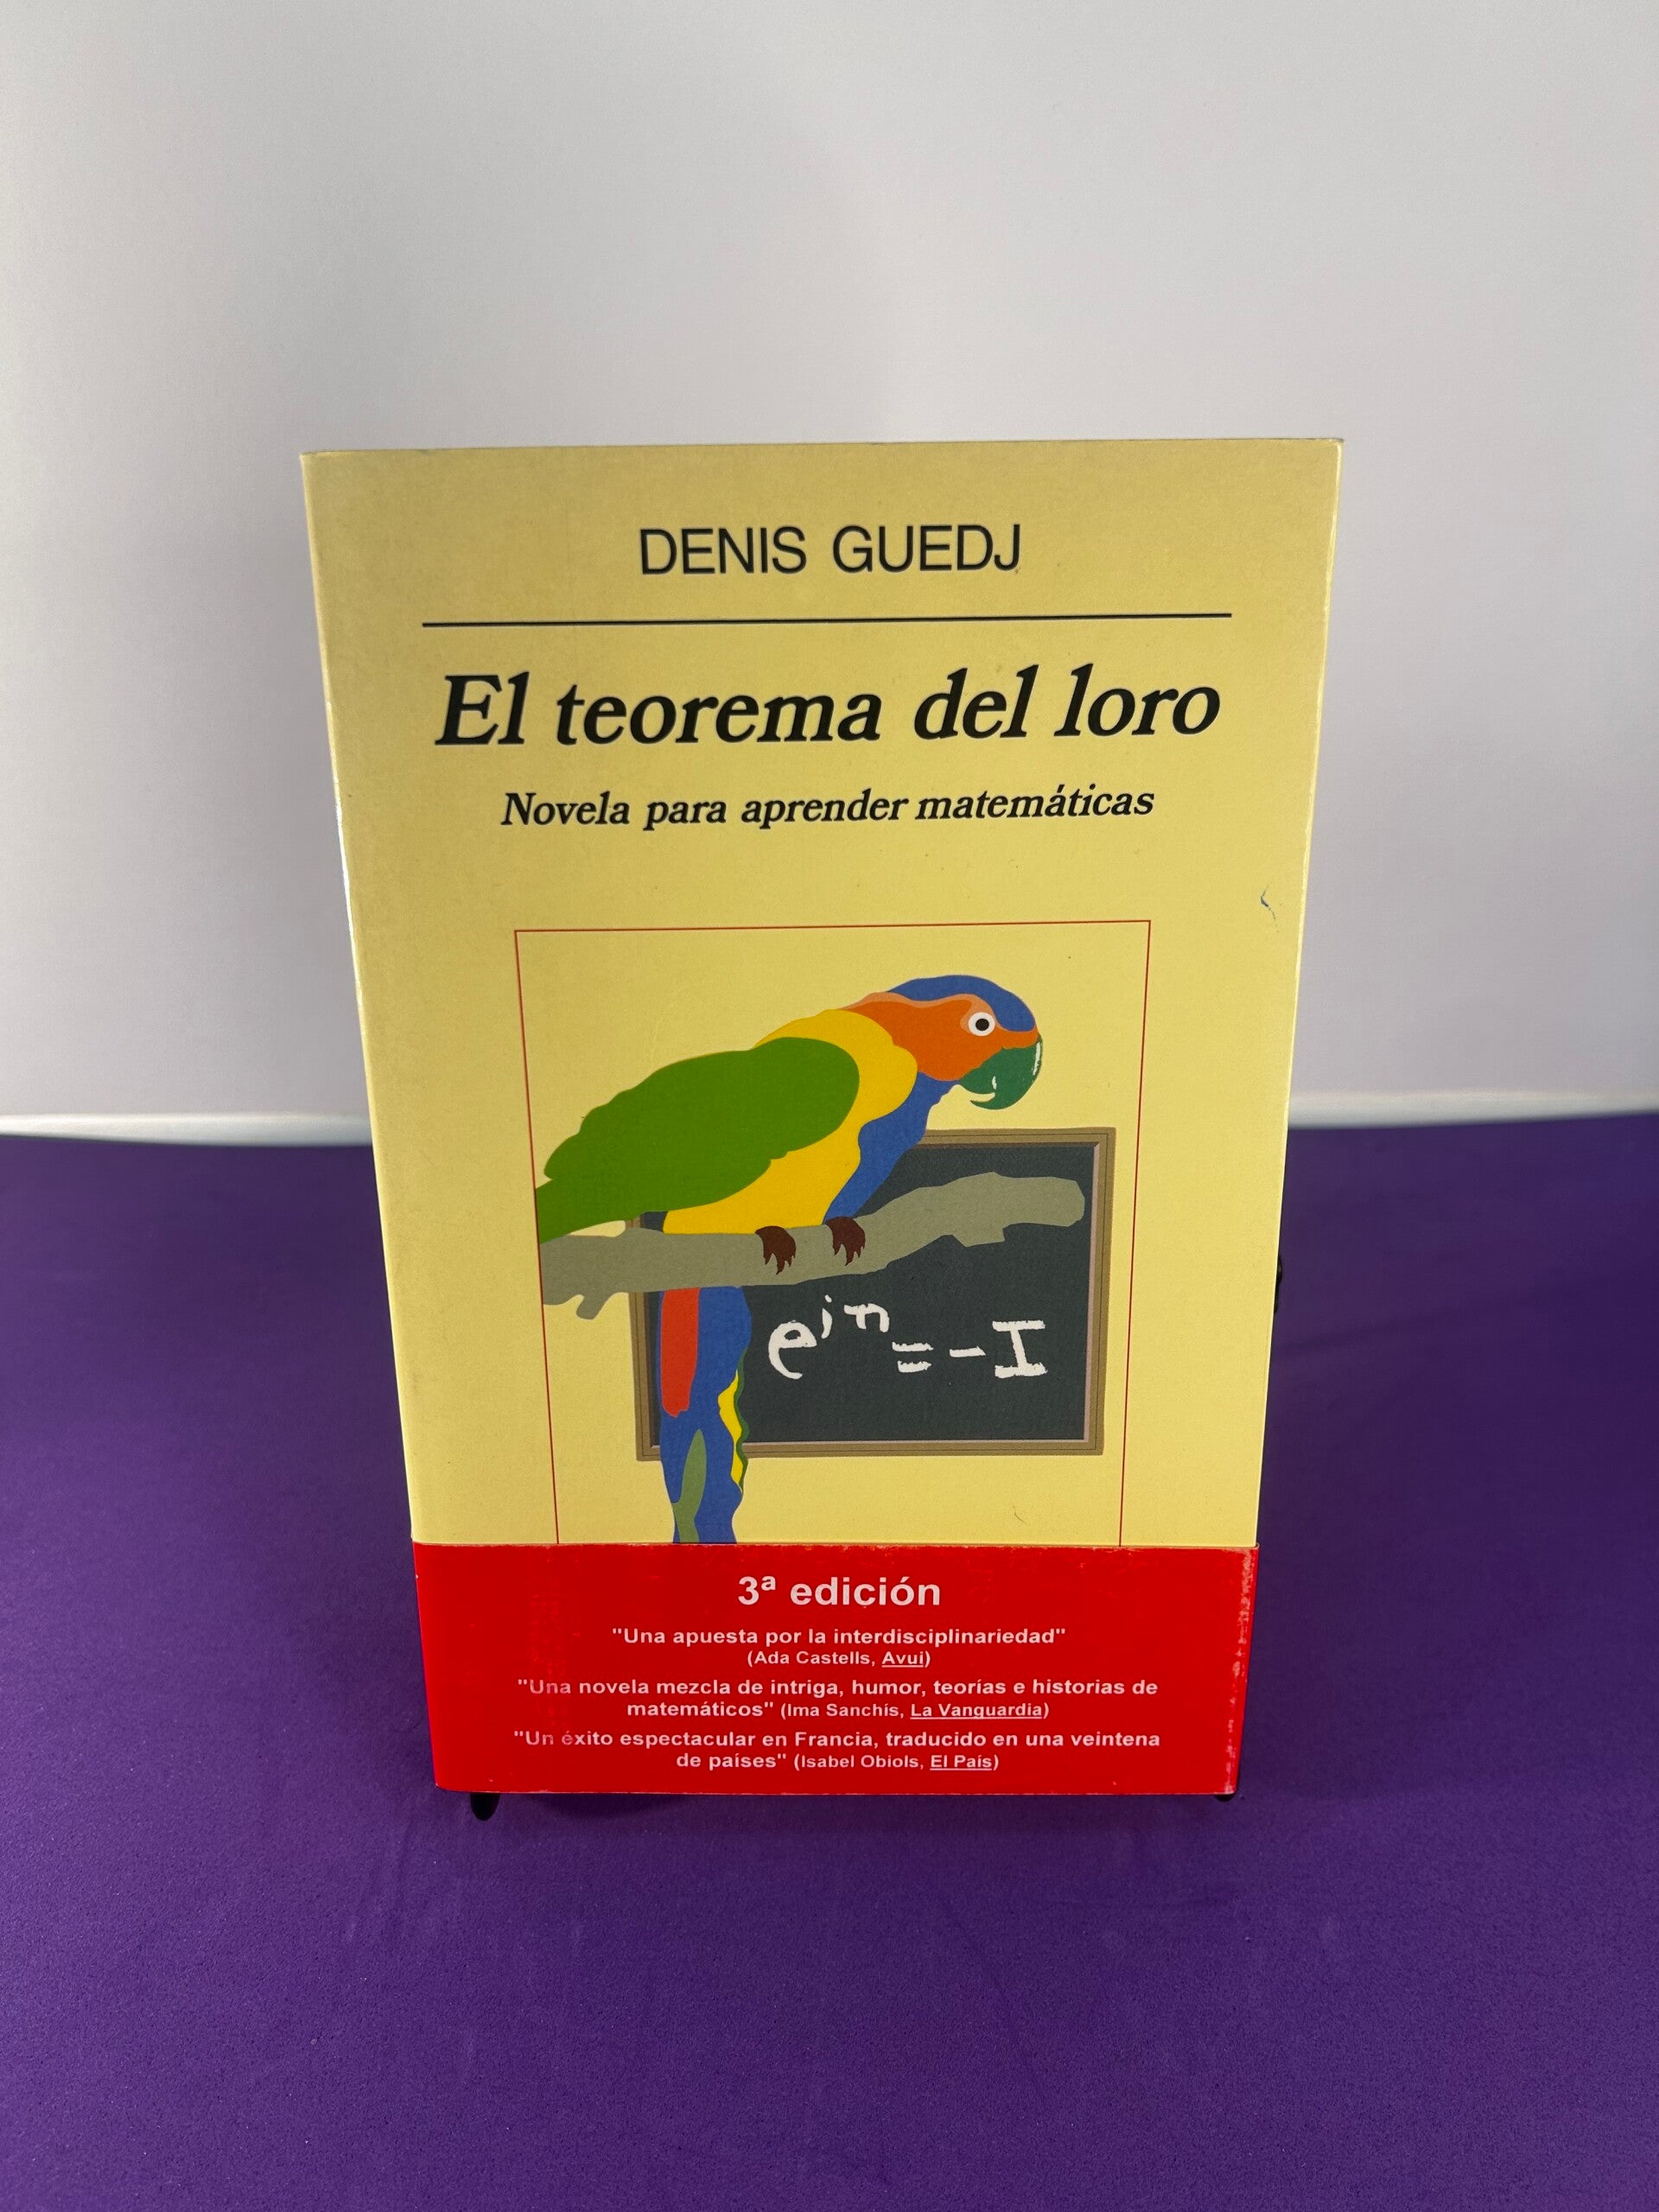 DENIS GUEDJ
El teorema del loro
Novela para aprender matemáticas
e^iπ = -I
3ª edición
"Una apuesta por la interdisciplinariedad"
(Ada Castells, Avui)
"Una novela mezcla de intriga, humor, teorías e historias de
matemáticos" (Ima Sanchís, La Vanguardia)
"Un éxito espectacular en Francia, traducido en una veintena
de países" (Isabel Obiols, El País)